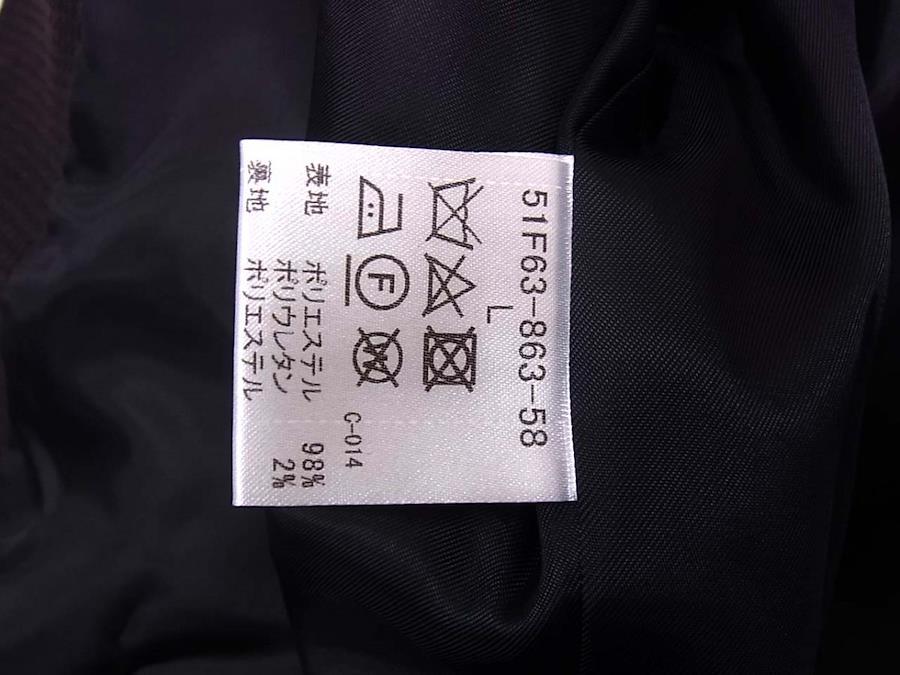 51F63-863-58
L
F
W
C-014
表地 ポリエステル 98%
ポリウレタン 2%
裏地 ポリエステル